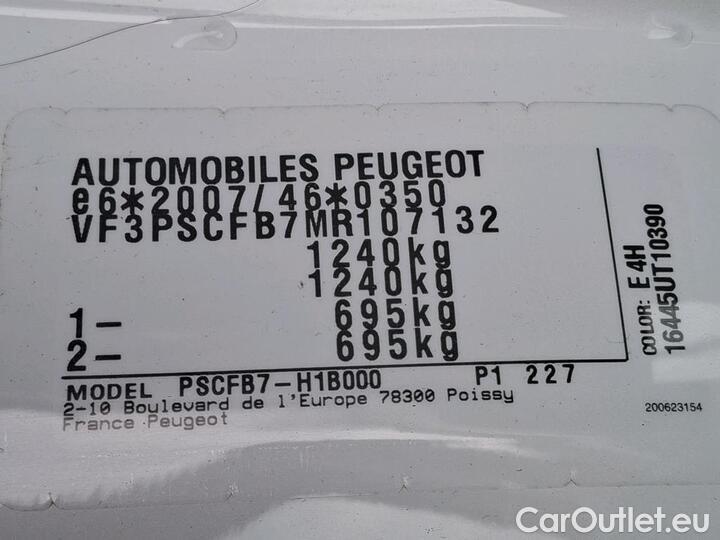 AUTOMOBILES PEUGEOT
e6*2007/46*0350
VF3PSCFB7MR107132
1240kg
1240kg
1- 695kg
2- 695kg
MODEL PSCFB7-H1B000 P1 227
2-10 Boulevard de l'Europe 78300 Poissy
France Peugeot
COLOR: E 4H
16445UT10390
200623154
CarOutlet.eu